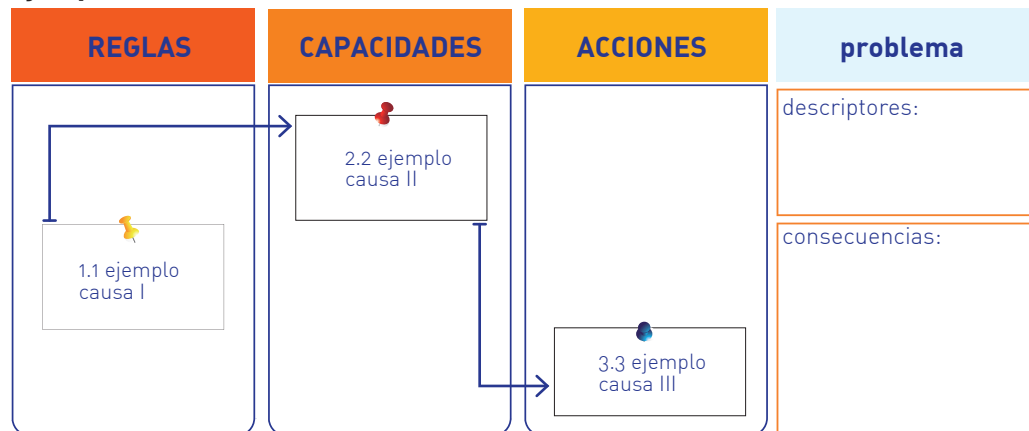 REGLAS
CAPACIDADES
ACCIONES
problema
1.1 ejemplo
causa I
2.2 ejemplo
causa II
3.3 ejemplo
causa III
descriptores:
consecuencias: